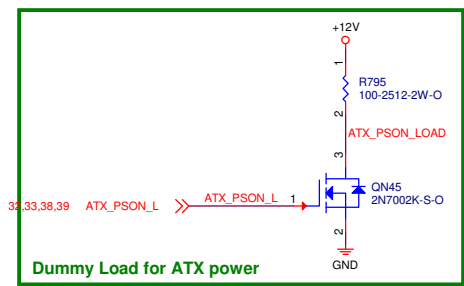 +12V
1
R795
100-2512-2W-O
2
ATX_PSON_LOAD
3
QN45
2N7002K-S-O
32,33,38,39 ATX_PSON_L
ATX_PSON_L
1
2
GND
Dummy Load for ATX power